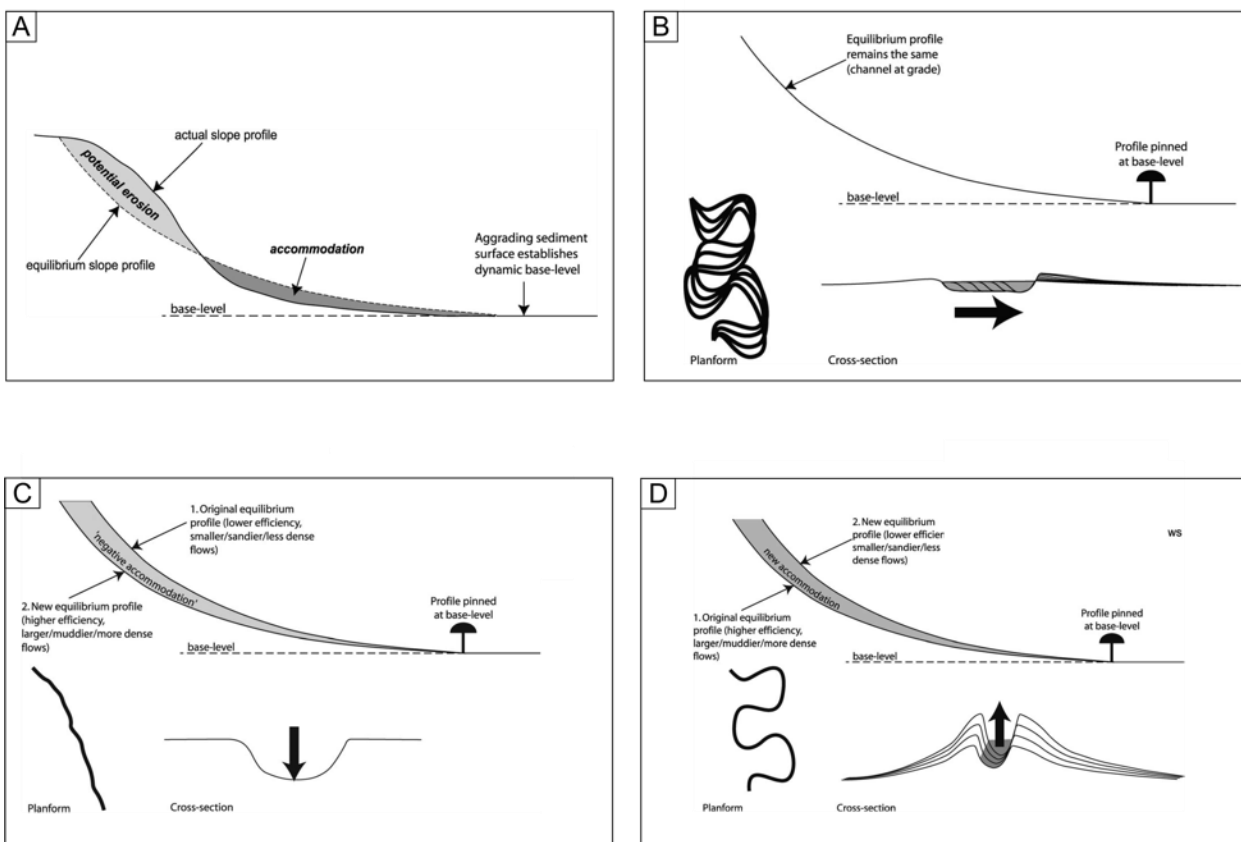 A
actual slope profile
potential erosion
equilibrium slope profile
accommodation
Aggrading sediment
surface establishes
dynamic base-level
base-level
B
Equilibrium profile
remains the same
(channel at grade)
Profile pinned
at base-level
base-level
Planform
Cross-section
C
1. Original equilibrium
profile (lower efficiency,
smaller/sandier/less dense
flows)
'negative accommodation'
2. New equilibrium profile
(higher efficiency,
larger/muddier/more dense
flows)
Profile pinned
at base-level
base-level
Planform
Cross-section
D
2. New equilibrium
profile (lower efficier
smaller/sandier/less
dense flows)
ws
new accommodation
1. Original equilibrium
profile (higher efficiency,
larger/muddier/more dense
flows)
Profile pinned
at base-level
base-level
Planform
Cross-section